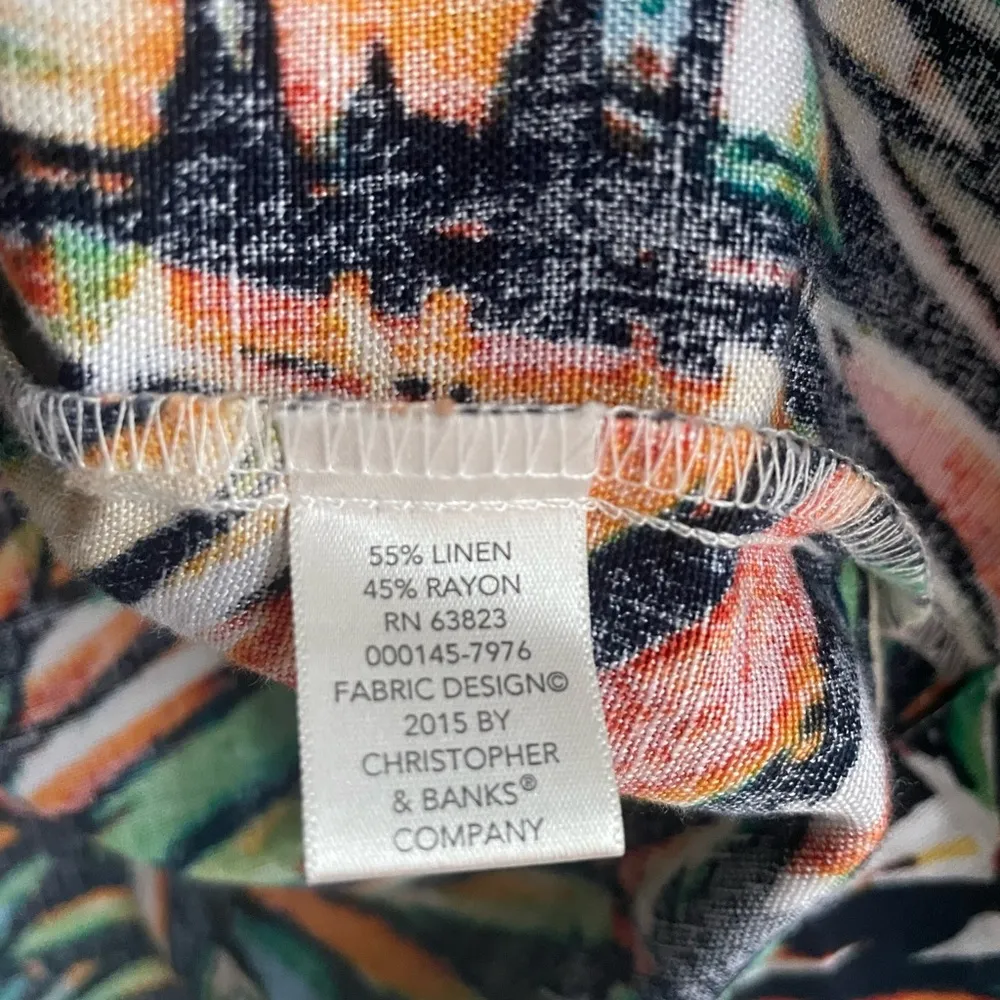 55% LINEN
45% RAYON
RN 63823
000145-7976
FABRIC DESIGN©
2015 BY
CHRISTOPHER
& BANKS®
COMPANY